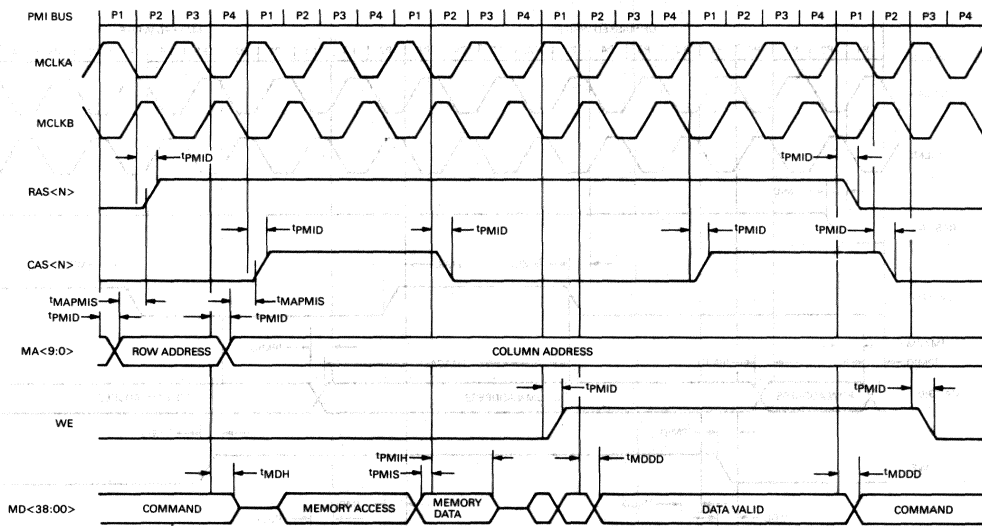 PMI BUS P1 P2 P3 P4 P1 P2 P3 P4 P1 P2 P3 P4 P1 P2 P3 P4 P1 P2 P3 P4 P1 P2 P3 P4
MCLKA
MCLKB
tPMID tPMID
RAS<N>
tPMID tPMID tPMID tPMID
CAS<N>
tMAPMIS tMAPMIS
tPMID tPMID
MA<9:0> ROW ADDRESS COLUMN ADDRESS
tPMID tPMID
WE
tPMIH tMDDD
tMDH tPMIS tMDDD
MD<38:00> COMMAND MEMORY ACCESS MEMORY DATA DATA VALID COMMAND